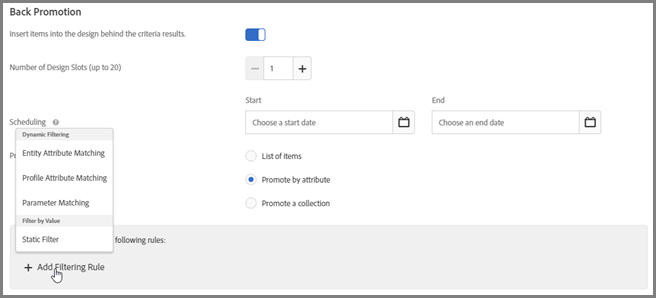 Back Promotion
Insert items into the design behind the criteria results.
Number of Design Slots (up to 20)
1
Start
End
Scheduling
Choose a start date
Choose an end date
Dynamic Filtering
Entity Attribute Matching
List of items
Profile Attribute Matching
Promote by attribute
Parameter Matching
Promote a collection
Filter by Value
Static Filter
following rules:
+ Add Filtering Rule